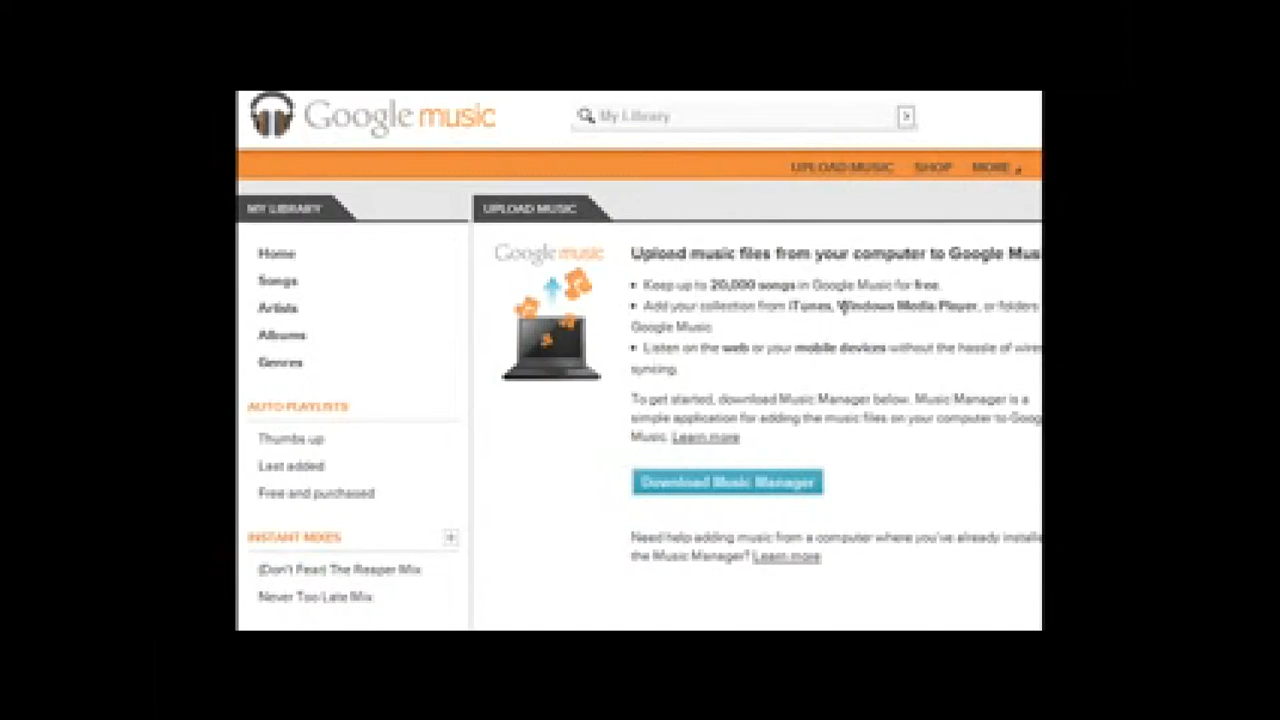 Google music
My Library
UPLOAD MUSIC SHOP MORE
MY LIBRARY
Home
Songs
Artists
Albums
Genres
AUTO PLAYLISTS
Thumbs up
Last added
Free and purchased
INSTANT MIXES
(Don't Fear) The Reaper Mix
Never Too Late Mix
UPLOAD MUSIC
Google music
Upload music files from your computer to Google Mus
• Keep up to 20,000 songs in Google Music for free.
• Add your collection from iTunes, Windows Media Player, or folders
Google Music.
• Listen on the web or your mobile devices without the hassle of wires
syncing.
To get started, download Music Manager below. Music Manager is a
simple application for adding the music files on your computer to Goog
Music. Learn more
Download Music Manager
Need help adding music from a computer where you've already installe
the Music Manager? Learn more